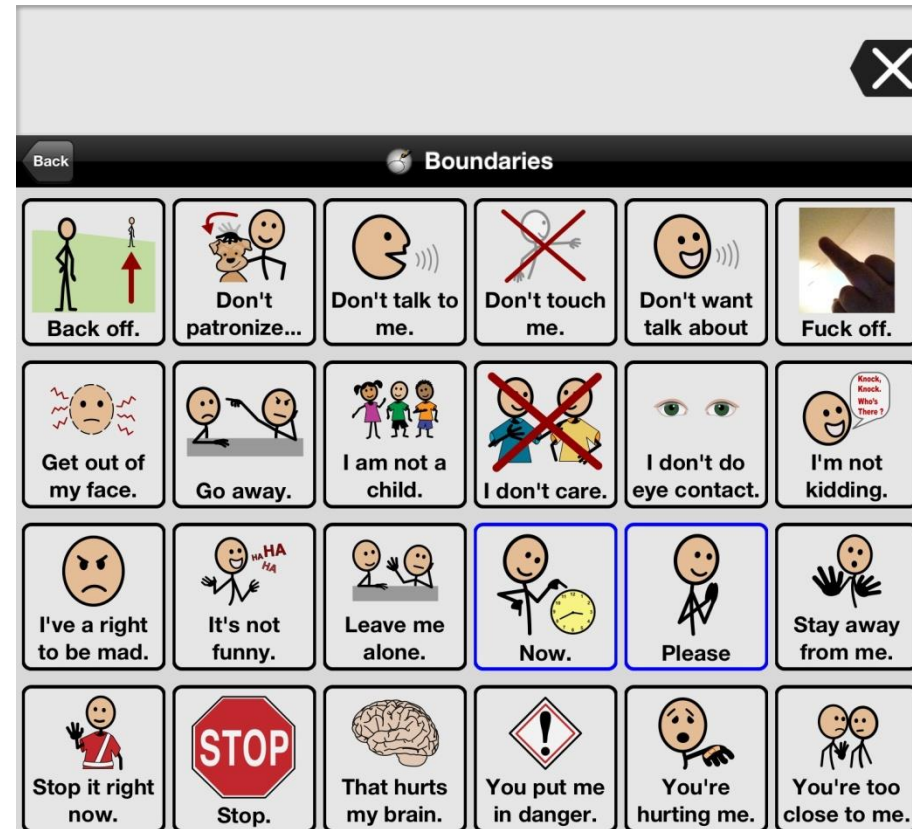 Back
Boundaries
Back off.
Don't
patronize...
Don't talk to
me.
Don't touch
me.
Don't want
talk about
Fuck off.
Get out of
my face.
Go away.
I am not a
child.
I don't care.
I don't do
eye contact.
Knock,
Knock.
Who's
There ?
I'm not
kidding.
I've a right
to be mad.
HA HA
HA
It's not
funny.
Leave me
alone.
Now.
Please
Stay away
from me.
Stop it right
now.
STOP
Stop.
That hurts
my brain.
You put me
in danger.
You're
hurting me.
You're too
close to me.